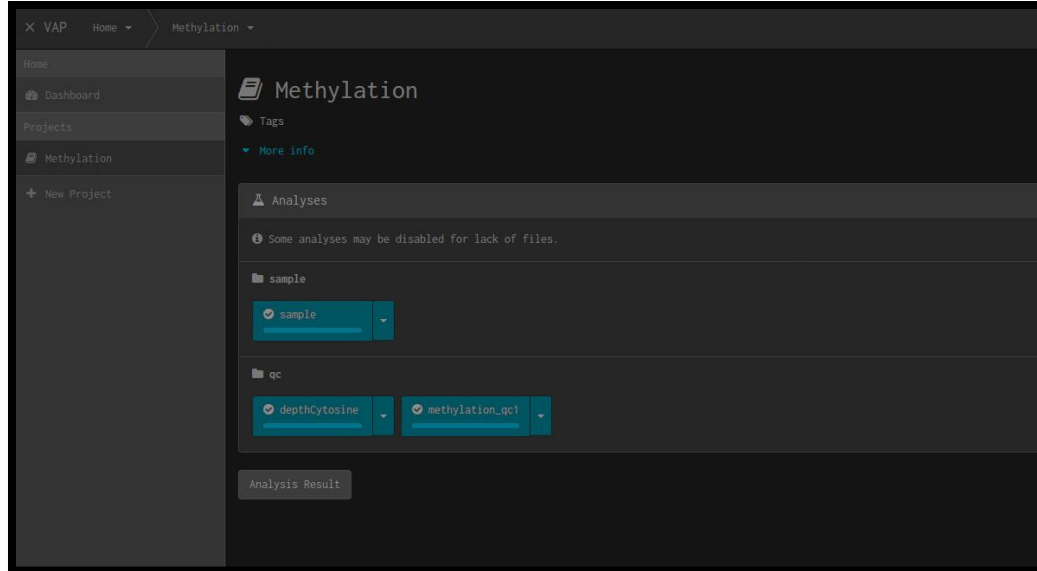 VAP Home Methylation
Home
Dashboard
Projects
Methylation
New Project
Methylation
Tags
More info
Analyses
Some analyses may be disabled for lack of files.
sample
sample
qc
depthCytosine methylation_qc1
Analysis Result